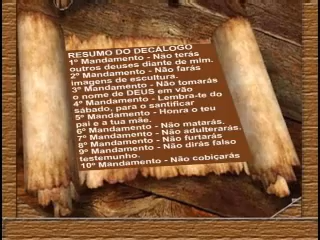 RESUMO DO DECALOGO
1º Mandamento - Não terás
outros deuses diante de mim.
2º Mandamento - Não farás
imagens de escultura.
3º Mandamento - Não tomarás
o nome de DEUS em vão
4º Mandamento - Lembra-te do
sábado, para o santificar
5º Mandamento - Honra o teu
pai e a tua mãe.
6º Mandamento - Não matarás.
7º Mandamento - Não adulterarás.
8º Mandamento - Não furtarás
9º Mandamento - Não dirás falso
testemunho.
10º Mandamento - Não cobiçarás